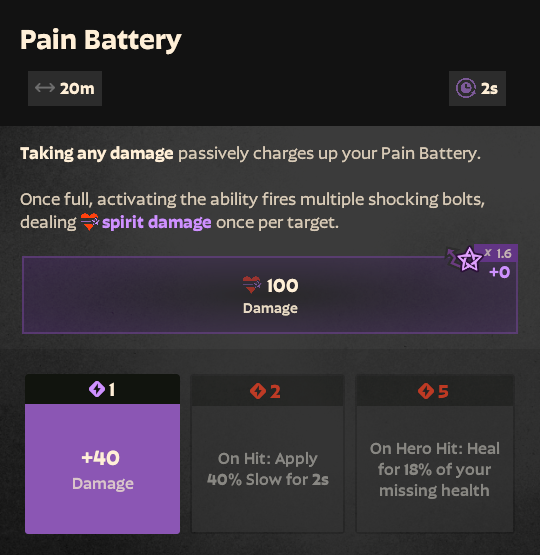 Pain Battery
20m
2s
Taking any damage passively charges up your Pain Battery.
Once full, activating the ability fires multiple shocking bolts,
dealing spirit damage once per target.
x 1.6
+0
100
Damage
1
2
5
+40
Damage
On Hit: Apply
40% Slow for 2s
On Hero Hit: Heal
for 18% of your
missing health